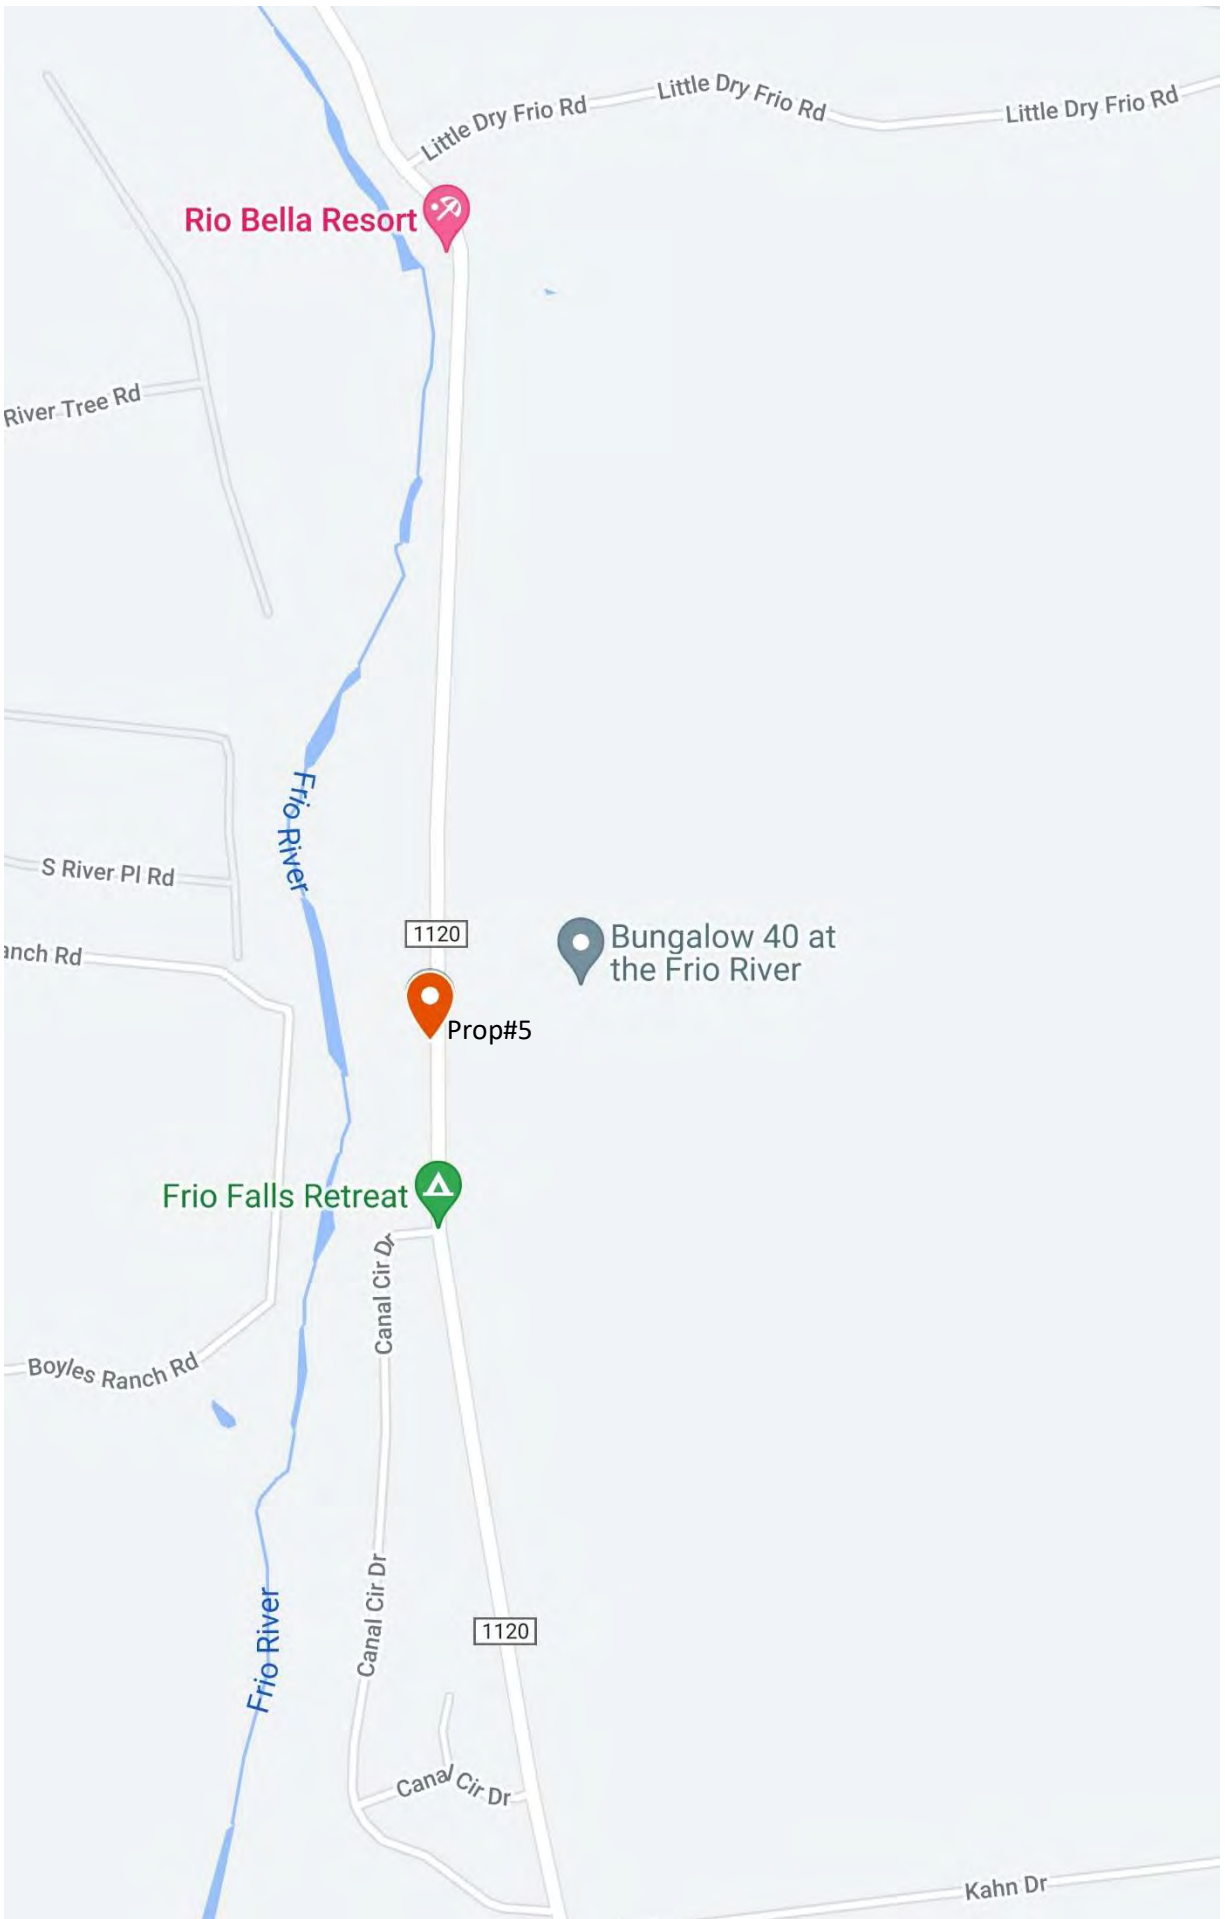 Little Dry Frio Rd
Little Dry Frio Rd
Little Dry Frio Rd
Rio Bella Resort
River Tree Rd
Frio River
S River Pl Rd
1120
Bungalow 40 at
the Frio River
anch Rd
Prop#5
Frio Falls Retreat
Canal Cir Dr
Boyles Ranch Rd
Canal Cir Dr
Frio River
1120
Canal Cir Dr
Kahn Dr